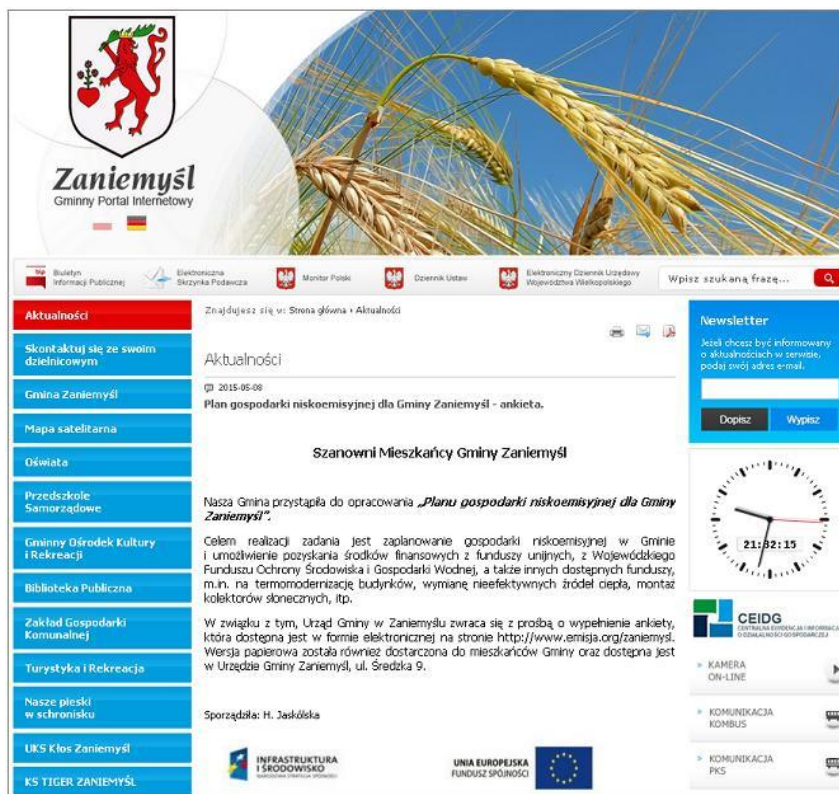 Zaniemyśl
Gminny Portal Internetowy
bip
Biuletyn
Informacji Publicznej
Elektroniczna
Skrzynka Podawcza
Monitor Polski
Dziennik Ustaw
Elektroniczny Dziennik Urzędowy
Województwa Wielkopolskiego
Wpisz szukaną frazę...
Aktualności
Skontaktuj się ze swoim
dzielnicowym
Gmina Zaniemyśl
Mapa satelitarna
Oświata
Przedszkole
Samorządowe
Gminny Ośrodek Kultury
i Rekreacji
Biblioteka Publiczna
Zakład Gospodarki
Komunalnej
Turystyka i Rekreacja
Nasze pieski
w schronisku
UKS Kłos Zaniemyśl
KS TIGER ZANIEMYŚL
Znajdujesz się w: Strona główna › Aktualności
Aktualności
2015-05-08
Plan gospodarki niskoemisyjnej dla Gminy Zaniemyśl - ankieta.
Szanowni Mieszkańcy Gminy Zaniemyśl
Nasza Gmina przystąpiła do opracowania „Planu gospodarki niskoemisyjnej dla Gminy
Zaniemyśl”.
Celem realizacji zadania jest zaplanowanie gospodarki niskoemisyjnej w Gminie
i umożliwienie pozyskania środków finansowych z funduszy unijnych, z Wojewódzkiego
Funduszu Ochrony Środowiska i Gospodarki Wodnej, a także innych dostępnych funduszy,
m.in. na termomodernizację budynków, wymianę nieefektywnych źródeł ciepła, montaż
kolektorów słonecznych, itp.
W związku z tym, Urząd Gminy w Zaniemyślu zwraca się z prośbą o wypełnienie ankiety,
która dostępna jest w formie elektronicznej na stronie http://www.emisja.org/zaniemysl.
Wersja papierowa została również dostarczona do mieszkańców Gminy oraz dostępna jest
w Urzędzie Gminy Zaniemyśl, ul. Średzka 9.
Sporządziła: H. Jaskólska
INFRASTRUKTURA
I ŚRODOWISKO
NARODOWA STRATEGIA SPÓJNOŚCI
UNIA EUROPEJSKA
FUNDUSZ SPÓJNOŚCI
Newsletter
Jeżeli chcesz być informowany
o aktualnościach w serwisie,
podaj swój adres e-mail.
Dopisz
Wypisz
21:32:15
CEIDG
CENTRALNA EWIDENCJA I INFORMACJA
O DZIAŁALNOŚCI GOSPODARCZEJ
» KAMERA
ON-LINE
» KOMUNIKACJA
KOMBUS
» KOMUNIKACJA
PKS